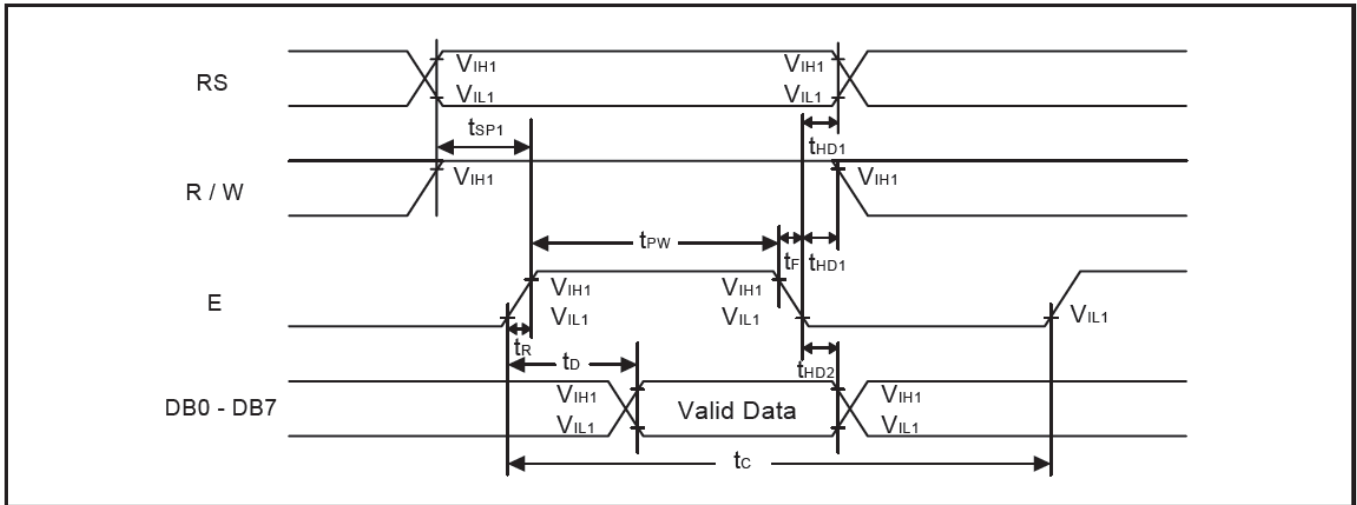 RS
VIH1 VIH1
VIL1 VIL1
tSP1
tHD1
R / W
VIH1 VIH1
tPW
tF tHD1
E
VIH1 VIH1
VIL1 VIL1 VIL1
tR
tD
tHD2
DB0 - DB7
VIH1 Valid Data VIH1
VIL1 VIL1
tC